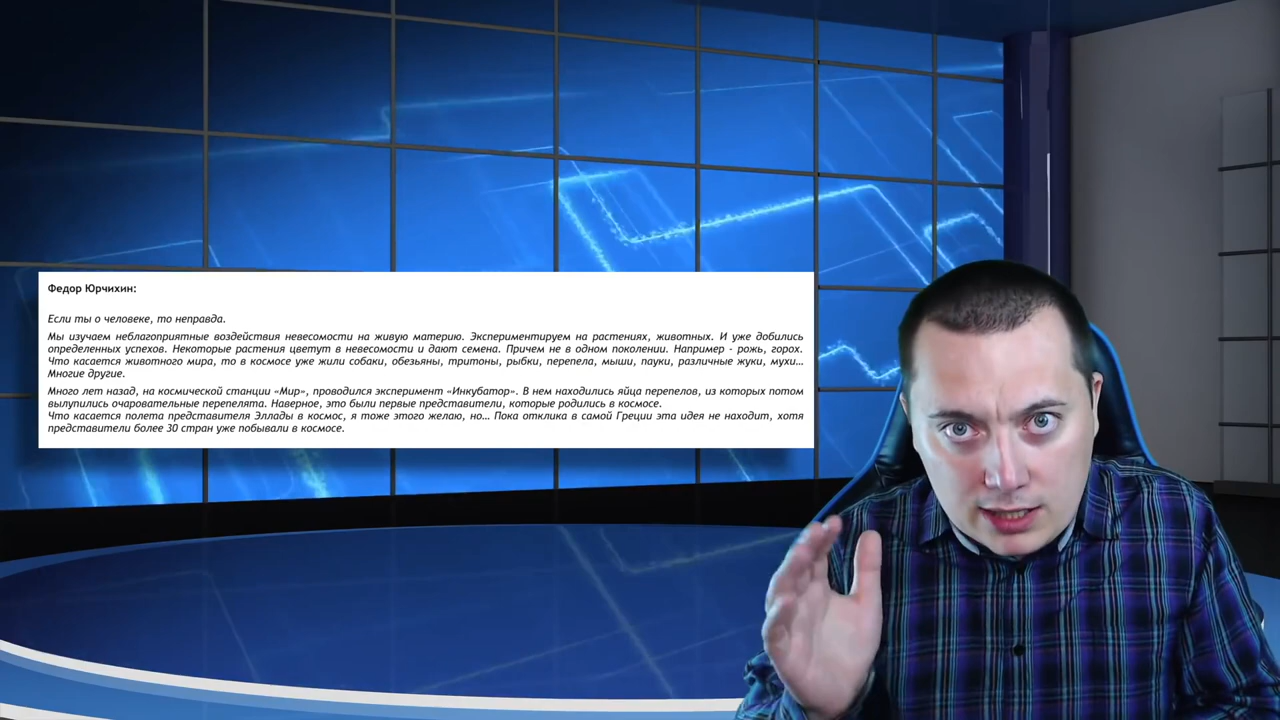 Федор Юрчихин:
Если ты о человеке, то неправда.
Мы изучаем неблагоприятные воздействия невесомости на живую материю. Экспериментируем на растениях, животных. И уже добились
определенных успехов. Некоторые растения цветут в невесомости и дают семена. Причем не в одном поколении. Например - рожь, горох.
Что касается животного мира, то в космосе уже жили собаки, обезьяны, тритоны, рыбки, перепела, мыши, пауки, различные жуки, мухи…
Многие другие.
Много лет назад, на космической станции «Мир», проводился эксперимент «Инкубатор». В нем находились яйца перепелов, из которых потом
вылупились очаровательные перепелята. Наверное, это были первые представители, которые родились в космосе.
Что касается полета представителя Эллады в космос, я тоже этого желаю, но… Пока отклика в самой Греции эта идея не находит, хотя
представители более 30 стран уже побывали в космосе.